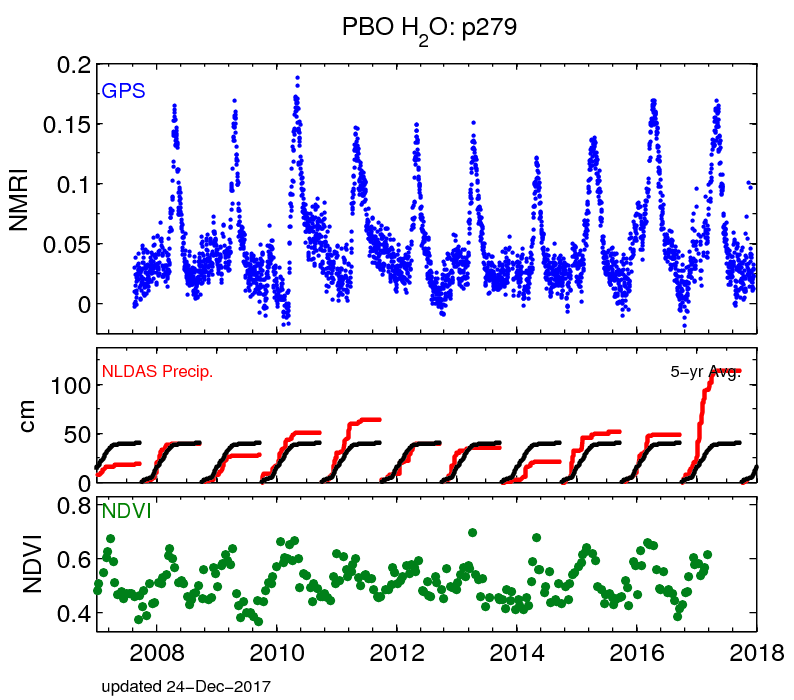 PBO H2O: p279
0.2
GPS
0.15
0.1
0.05
0
NMRI
NLDAS Precip.
5−yr Avg.
100
50
0
cm
0.8
NDVI
0.6
0.4
NDVI
2008 2010 2012 2014 2016 2018
updated 24−Dec−2017